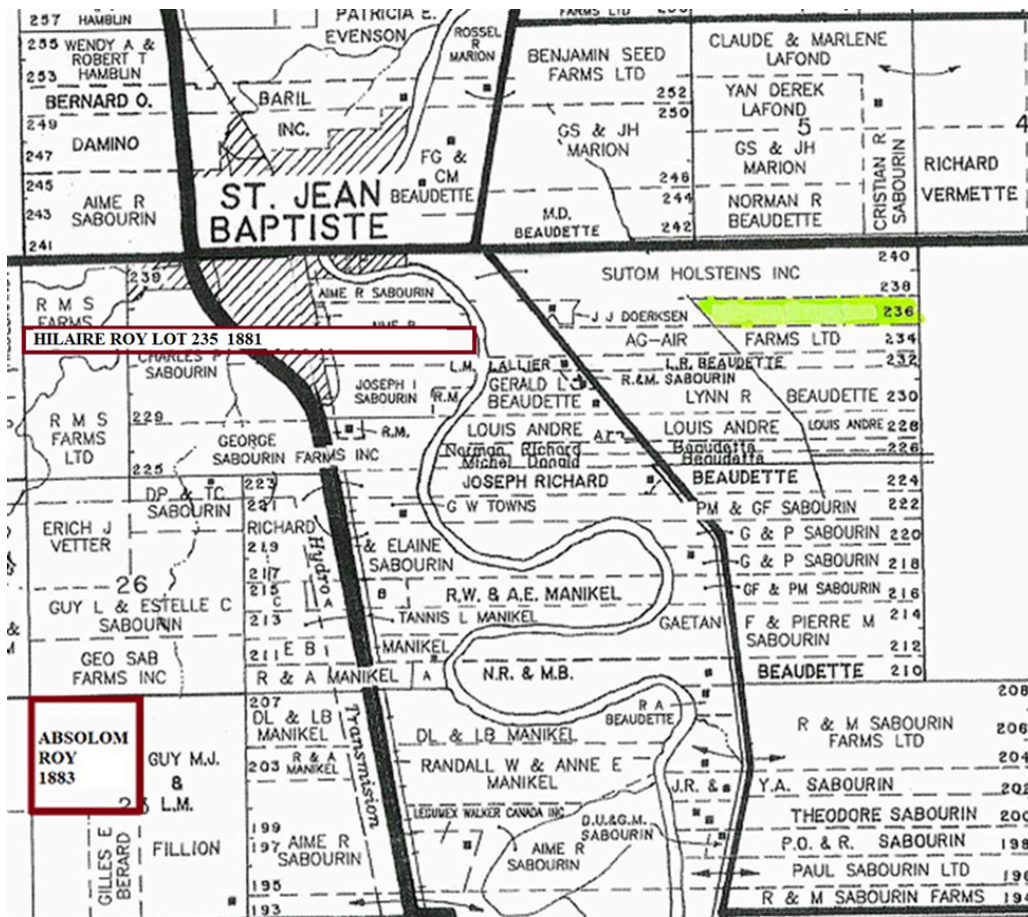 257 HAMBLIN
PATRICIA E.
EVENSON
ROSSEL
R
MARION
FARMS LTD
255 WENDY A &
ROBERT T
253 HAMBLIN
BERNARD O.
249
DAMINO
247
245
AIME R
243 SABOURIN
241
BARIL
INC.
FG &
CM
BEAUDETTE
ST. JEAN
BAPTISTE
BENJAMIN SEED
FARMS LTD
252
250
GS & JH
MARION
246
244
M.D.
BEAUDETTE 242
CLAUDE & MARLENE
LAFOND
YAN DEREK
LAFOND
5
GS & JH
MARION
NORMAN R
BEAUDETTE
CRISTIAN R
SABOURIN
4
RICHARD
VERMETTE
239
R M S
FARMS
AIME R SABOURIN
SUTOM HOLSTEINS INC
240
238
J J DOERKSEN
236
HILAIRE ROY LOT 235 1881
AG-AIR FARMS LTD 234
CHARLES P
SABOURIN
L.M. LALLIER
L.R. BEAUDETTE 232
R.&M. SABOURIN
JOSEPH I
SABOURIN
R.M.
GERALD L
BEAUDETTE
LYNN R BEAUDETTE 230
R M S
FARMS
LTD
229
R.M.
LOUIS ANDRE
LOUIS ANDRE
LOUIS ANDRE 228
GEORGE
SABOURIN FARMS INC
Norman Richard
Michel Donald
Beaudette
Beaudette
226
225
JOSEPH RICHARD
BEAUDETTE 224
DP & TC
SABOURIN
223
221
G W TOWNS
PM & GF SABOURIN 222
ERICH J
VETTER
RICHARD
& ELAINE
SABOURIN
219
G & P SABOURIN 220
G & P SABOURIN 218
26
217
215
C
A
B
Hydro
R.W. & A.E. MANIKEL
GF & PM SABOURIN 216
GUY L & ESTELLE C
SABOURIN
213
TANNIS L MANIKEL
GAETAN F & PIERRE M
SABOURIN
214
212
GEO SAB
FARMS INC
211 E B
MANIKEL
R & A MANIKEL A
N.R. & M.B.
BEAUDETTE 210
207
DL & LB
MANIKEL
Transmision
DL & LB MANIKEL
R A
BEAUDETTE
208
R & M SABOURIN
FARMS LTD
206
204
ABSOLOM
ROY
1883
GUY M.J.
&
L.M.
FILLION
GILLES E
BERARD
203
R & A
MANIKEL
RANDALL W & ANNE E
MANIKEL
J.R. &
Y.A. SABOURIN 202
LEGUMEX WALKER CANADA INC
D.U.&G.M.
SABOURIN
THEODORE SABOURIN 200
199
197
AIME R
SABOURIN
AIME R
SABOURIN
P.O. & R. SABOURIN 198
195
PAUL SABOURIN LTD 196
193
R & M SABOURIN FARMS